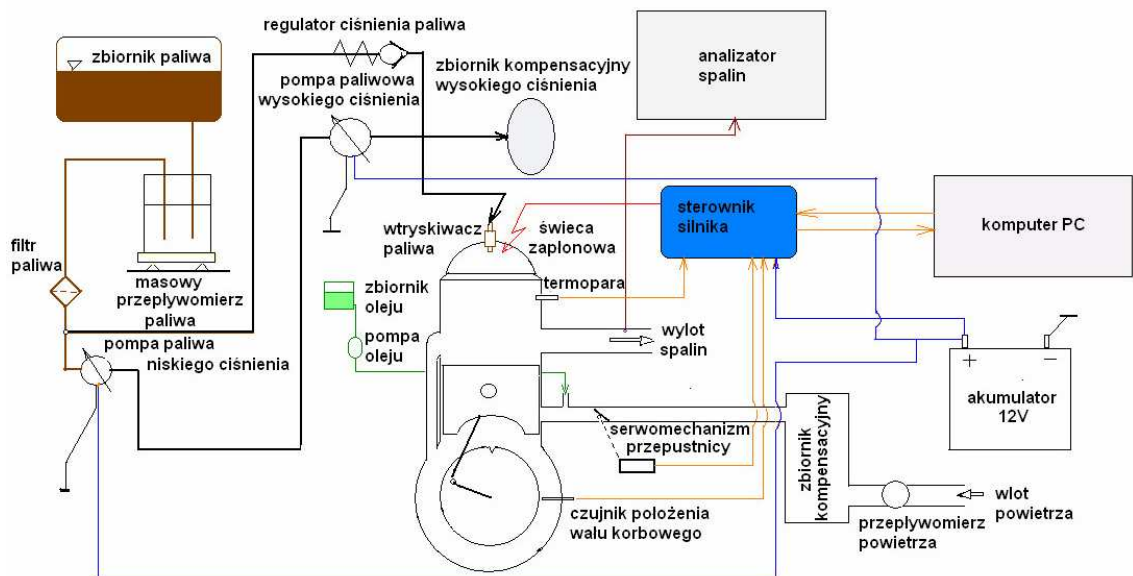 regulator ciśnienia paliwa
zbiornik paliwa
pompa paliwowa
wysokiego ciśnienia
zbiornik kompensacyjny
wysokiego ciśnienia
analizator
spalin
sterownik
silnika
komputer PC
wtryskiwacz
paliwa
świeca
zapłonowa
filtr
paliwa
masowy
przepływomierz
paliwa
termopara
zbiornik
oleju
pompa
oleju
wylot
spalin
pompa paliwa
niskiego ciśnienia
+
–
akumulator
12V
serwomechanizm
przepustnicy
zbiornik
kompensacyjny
wlot
powietrza
przepływomierz
powietrza
czujnik położenia
wału korbowego